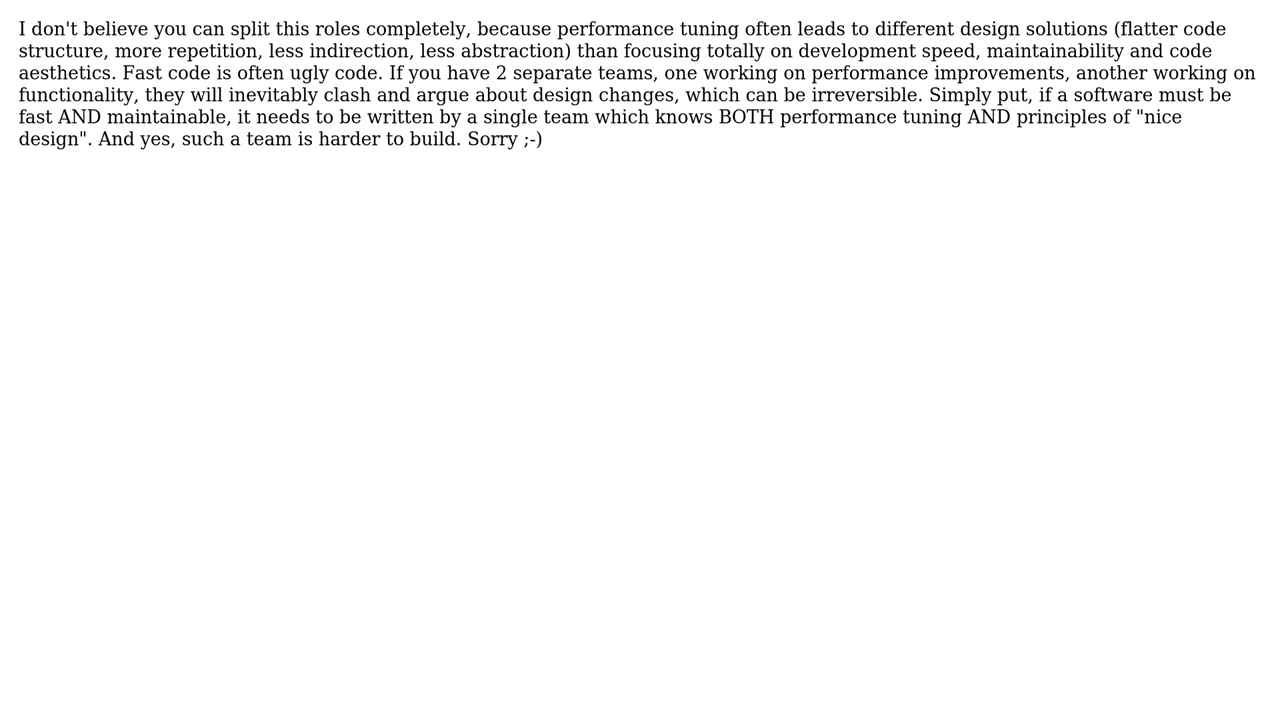 I don't believe you can split this roles completely, because performance tuning often leads to different design solutions (flatter code
structure, more repetition, less indirection, less abstraction) than focusing totally on development speed, maintainability and code
aesthetics. Fast code is often ugly code. If you have 2 separate teams, one working on performance improvements, another working on
functionality, they will inevitably clash and argue about design changes, which can be irreversible. Simply put, if a software must be
fast AND maintainable, it needs to be written by a single team which knows BOTH performance tuning AND principles of "nice
design". And yes, such a team is harder to build. Sorry ;-)